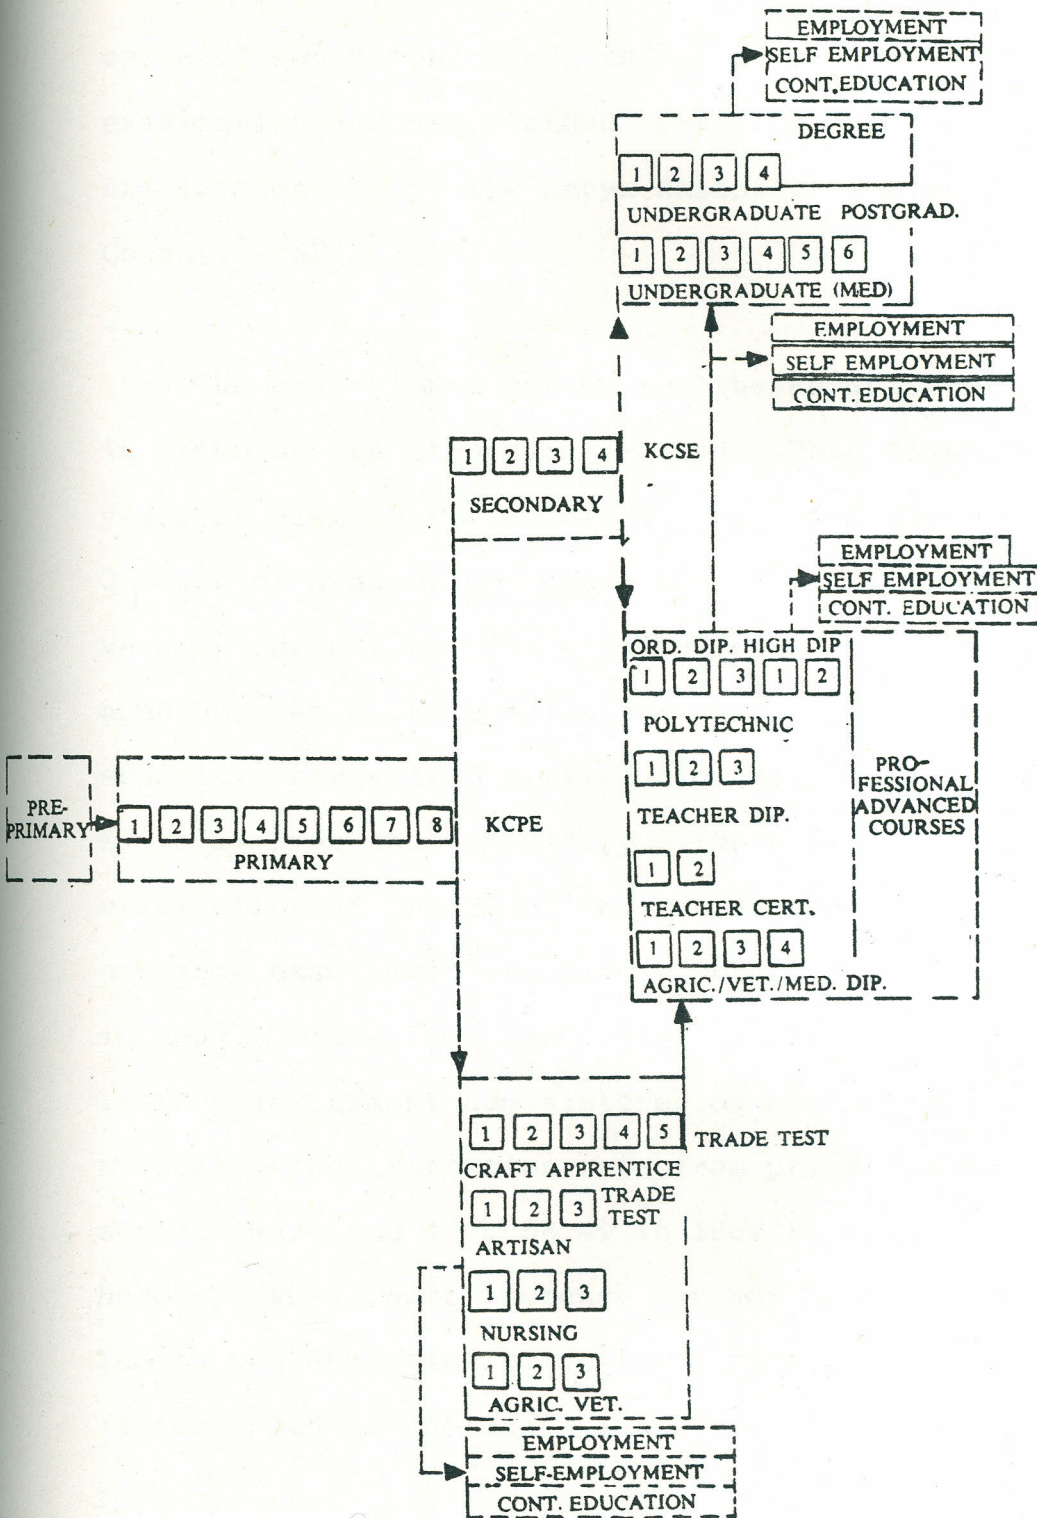 EMPLOYMENT
SELF EMPLOYMENT
CONT.EDUCATION
DEGREE
1 2 3 4
UNDERGRADUATE POSTGRAD.
1 2 3 4 5 6
UNDERGRADUATE (MED)
EMPLOYMENT
SELF EMPLOYMENT
CONT.EDUCATION
1 2 3 4 KCSE
SECONDARY
EMPLOYMENT
SELF EMPLOYMENT
CONT. EDUCATION
ORD. DIP. HIGH DIP
1 2 3 1 2
POLYTECHNIC
1 2 3
TEACHER DIP.
1 2
TEACHER CERT.
1 2 3 4
AGRIC./VET./MED. DIP.
PRO-
FESSIONAL
ADVANCED
COURSES
PRE-
PRIMARY
1 2 3 4 5 6 7 8 KCPE
PRIMARY
1 2 3 4 5 TRADE TEST
CRAFT APPRENTICE
1 2 3 TRADE
TEST
ARTISAN
1 2 3
NURSING
1 2 3
AGRIC. VET.
EMPLOYMENT
SELF-EMPLOYMENT
CONT. EDUCATION